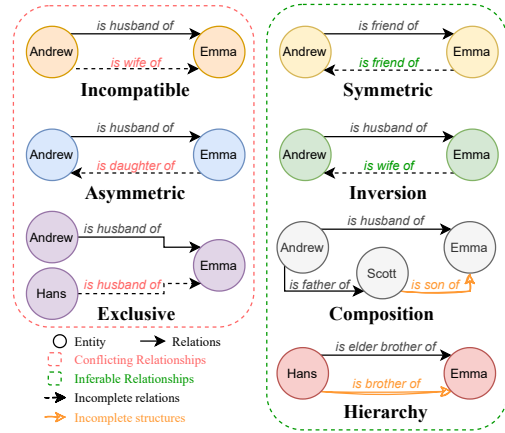 is husband of
Andrew
Emma
is wife of
Incompatible
is husband of
Andrew
Emma
is daughter of
Asymmetric
is husband of
Andrew
Emma
Hans
is husband of
Exclusive
Entity
Relations
Conflicting Relationships
Inferable Relationships
Incomplete relations
Incomplete structures
is friend of
Andrew
Emma
is friend of
Symmetric
is husband of
Andrew
Emma
is wife of
Inversion
is husband of
Andrew
Emma
Scott
is father of
is son of
Composition
is elder brother of
Hans
Emma
is brother of
Hierarchy